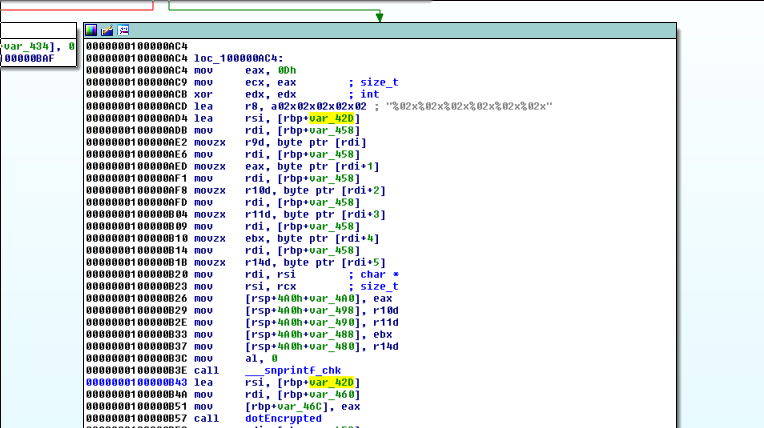 var_434], 0
00000BAF
0000000100000AC4
0000000100000AC4 loc_100000AC4:
0000000100000AC4 mov eax, 0Dh
0000000100000AC9 mov ecx, eax ; size_t
0000000100000ACB xor edx, edx ; int
0000000100000ACD lea r8, a02x02x02x02x02 ; "%02x%02x%02x%02x%02x%02x"
0000000100000AD4 lea rsi, [rbp+var_42D]
0000000100000ADB mov rdi, [rbp+var_458]
0000000100000AE2 movzx r9d, byte ptr [rdi]
0000000100000AE6 mov rdi, [rbp+var_458]
0000000100000AED movzx eax, byte ptr [rdi+1]
0000000100000AF1 mov rdi, [rbp+var_458]
0000000100000AF8 movzx r10d, byte ptr [rdi+2]
0000000100000AFD mov rdi, [rbp+var_458]
0000000100000B04 movzx r11d, byte ptr [rdi+3]
0000000100000B09 mov rdi, [rbp+var_458]
0000000100000B10 movzx ebx, byte ptr [rdi+4]
0000000100000B14 mov rdi, [rbp+var_458]
0000000100000B1B movzx r14d, byte ptr [rdi+5]
0000000100000B20 mov rdi, rsi ; char *
0000000100000B23 mov rsi, rcx ; size_t
0000000100000B26 mov [rsp+4A0h+var_4A0], eax
0000000100000B29 mov [rsp+4A0h+var_498], r10d
0000000100000B2E mov [rsp+4A0h+var_490], r11d
0000000100000B33 mov [rsp+4A0h+var_488], ebx
0000000100000B37 mov [rsp+4A0h+var_480], r14d
0000000100000B3C mov al, 0
0000000100000B3E call ___snprintf_chk
0000000100000B43 lea rsi, [rbp+var_42D]
0000000100000B4A mov rdi, [rbp+var_460]
0000000100000B51 mov [rbp+var_46C], eax
0000000100000B57 call dotEncrypted